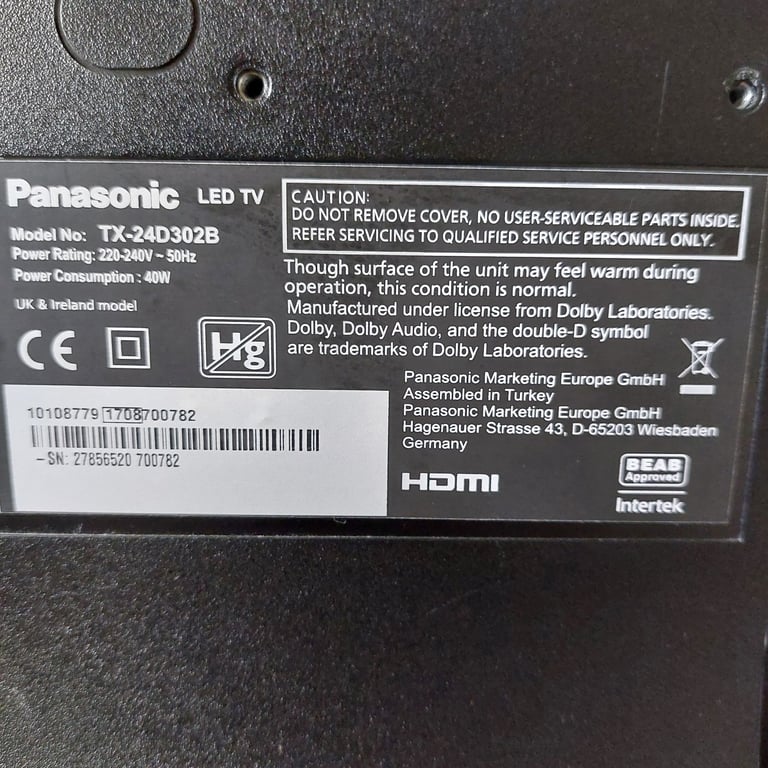 Panasonic LED TV
Model No: TX-24D302B
Power Rating: 220-240V ~ 50Hz
Power Consumption : 40W
UK & Ireland model
CE
Hg
CAUTION:
DO NOT REMOVE COVER, NO USER-SERVICEABLE PARTS INSIDE.
REFER SERVICING TO QUALIFIED SERVICE PERSONNEL ONLY.
Though surface of the unit may feel warm during
operation, this condition is normal.
Manufactured under license from Dolby Laboratories.
Dolby, Dolby Audio, and the double-D symbol
are trademarks of Dolby Laboratories.
Panasonic Marketing Europe GmbH
Assembled in Turkey
Panasonic Marketing Europe GmbH
Hagenauer Strasse 43, D-65203 Wiesbaden
Germany
10108779 1708700782
-SN: 27856520 700782
HDMI
BEAB
Approved
Intertek